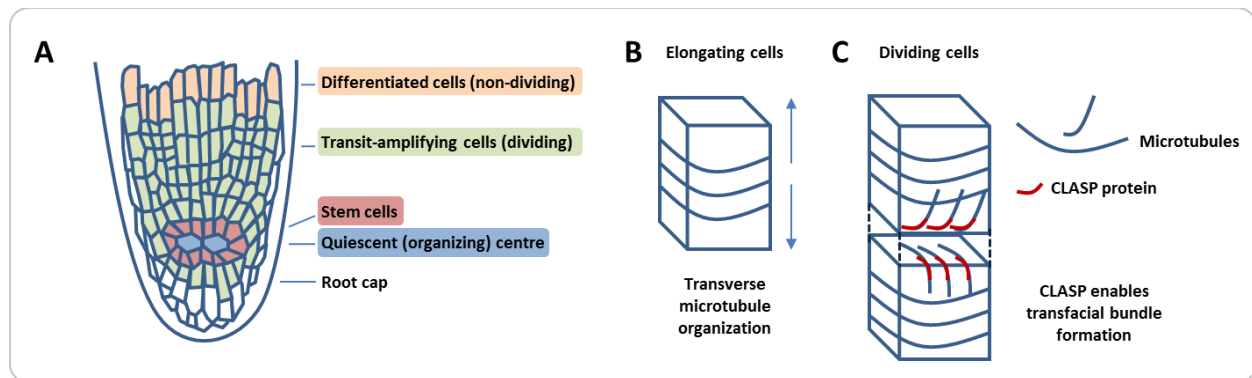 A
Differentiated cells (non-dividing)
Transit-amplifying cells (dividing)
Stem cells
Quiescent (organizing) centre
Root cap
B
Elongating cells
Transverse
microtubule
organization
C
Dividing cells
Microtubules
CLASP protein
CLASP enables
transfacial bundle
formation